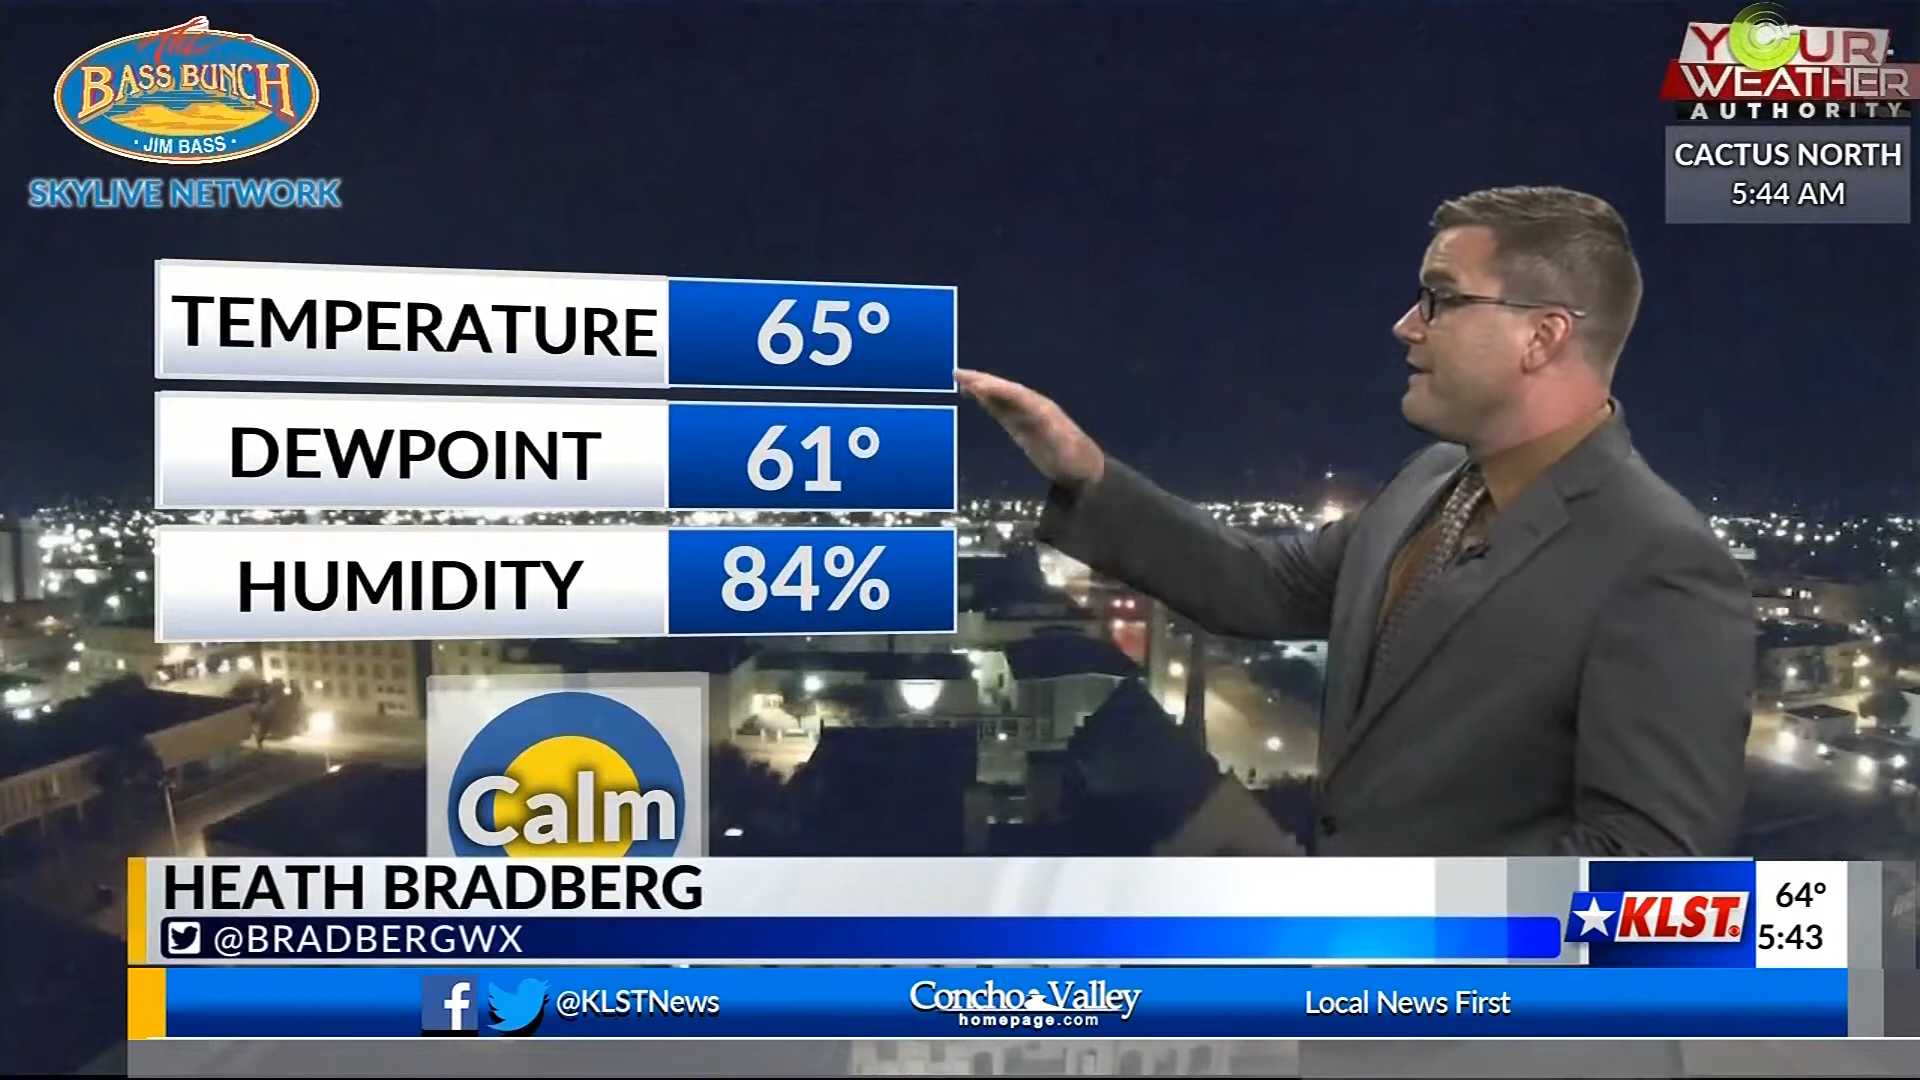 The
BASS BUNCH
· JIM BASS ·
SKYLIVE NETWORK
YOUR
WEATHER
AUTHORITY
CACTUS NORTH
5:44 AM
TEMPERATURE 65°
DEWPOINT 61°
HUMIDITY 84%
Calm
HEATH BRADBERG
@BRADBERGWX
KLST
64°
5:43
@KLSTNews
Concho Valley
homepage.com
Local News First